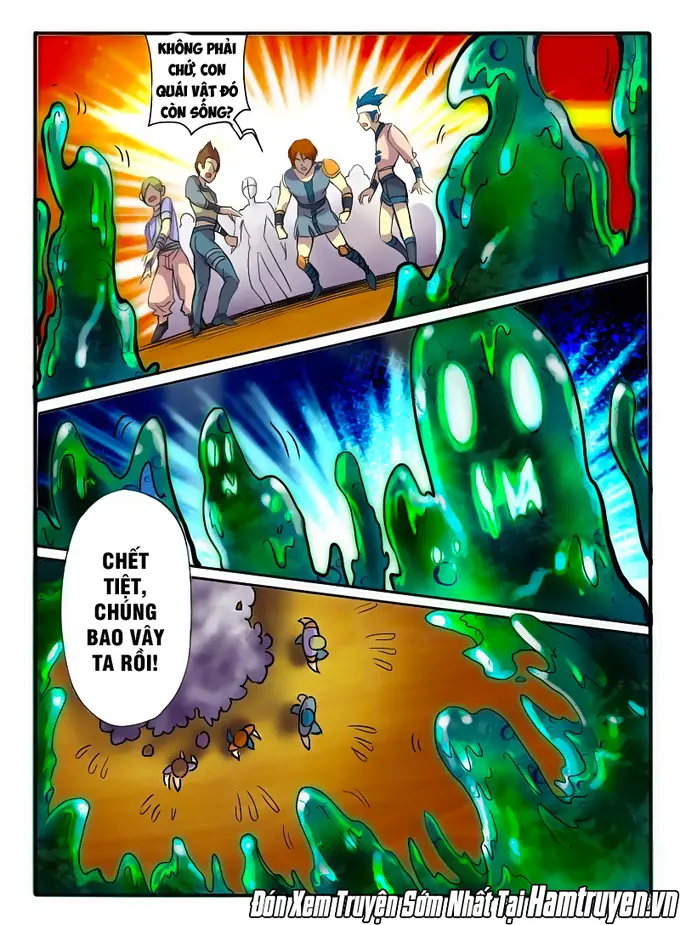 KHÔNG PHẢI
CHỨ, CON
QUÁI VẬT ĐÓ
CÒN SỐNG?
CHẾT
TIỆT,
CHÚNG
BAO VÂY
TA RỒI!
Đón Xem Truyện Sớm Nhất Tại Hamtruyen.vn